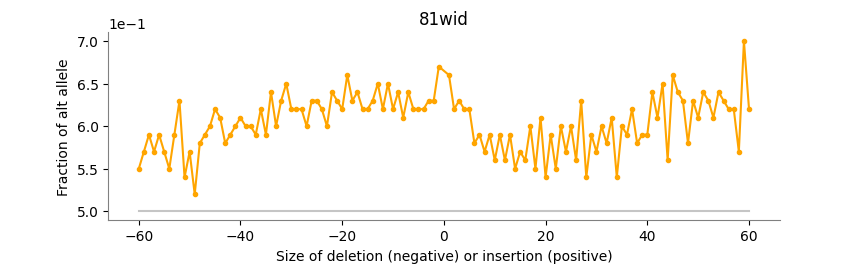 81wid
1e−1
7.0
6.5
6.0
5.5
5.0
Fraction of alt allele
−60 −40 −20 0 20 40 60
Size of deletion (negative) or insertion (positive)